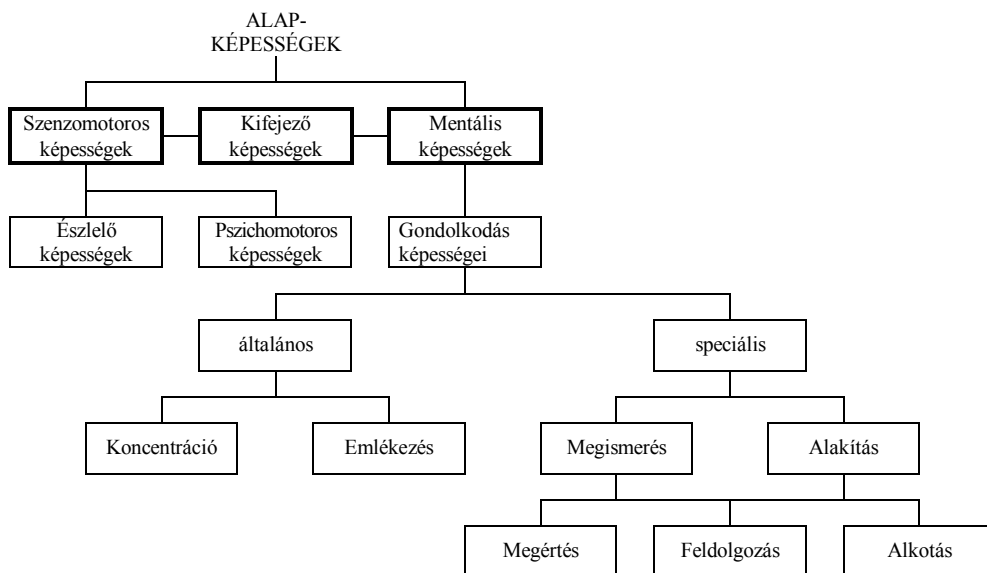 ALAP-
KÉPESSÉGEK
Szenzomotoros
képességek
Kifejező
képességek
Mentális
képességek
Észlelő
képességek
Pszichomotoros
képességek
Gondolkodás
képességei
általános
speciális
Koncentráció
Emlékezés
Megismerés
Alakítás
Megértés
Feldolgozás
Alkotás